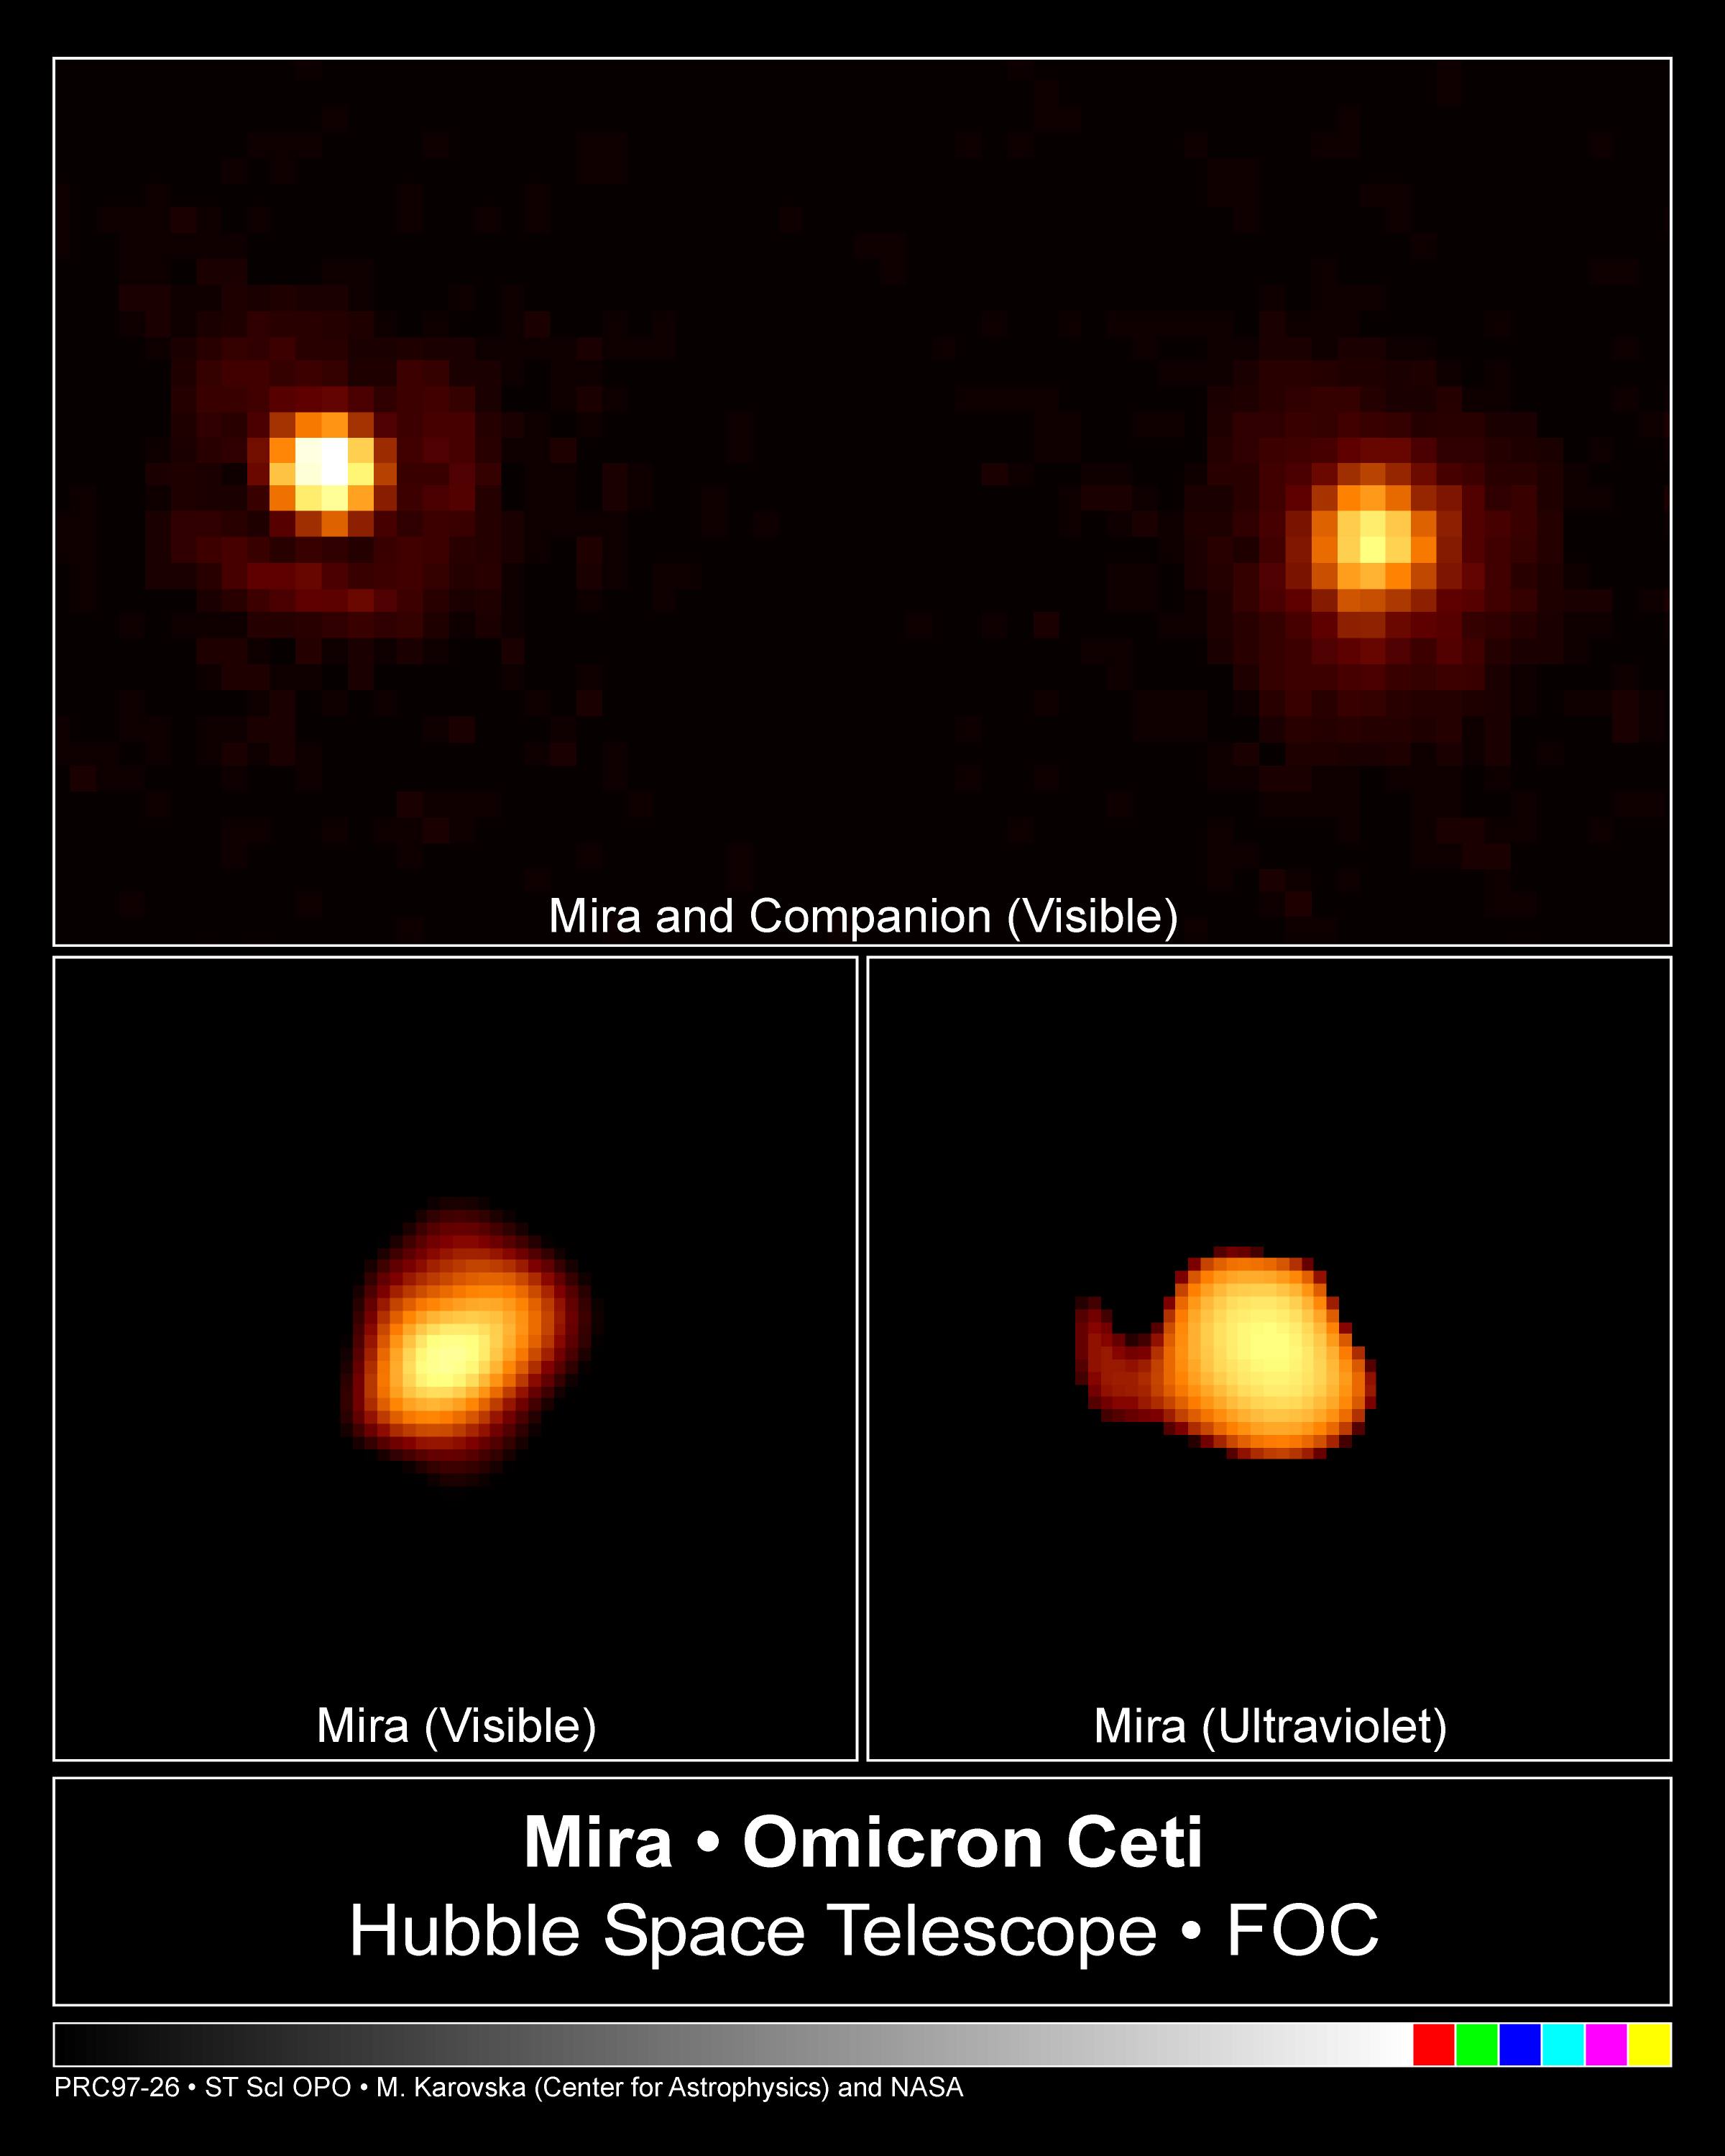 Mira and Companion (Visible)
Mira (Visible)
Mira (Ultraviolet)
Mira • Omicron Ceti
Hubble Space Telescope • FOC
PRC97-26 • ST ScI OPO • M. Karovska (Center for Astrophysics) and NASA